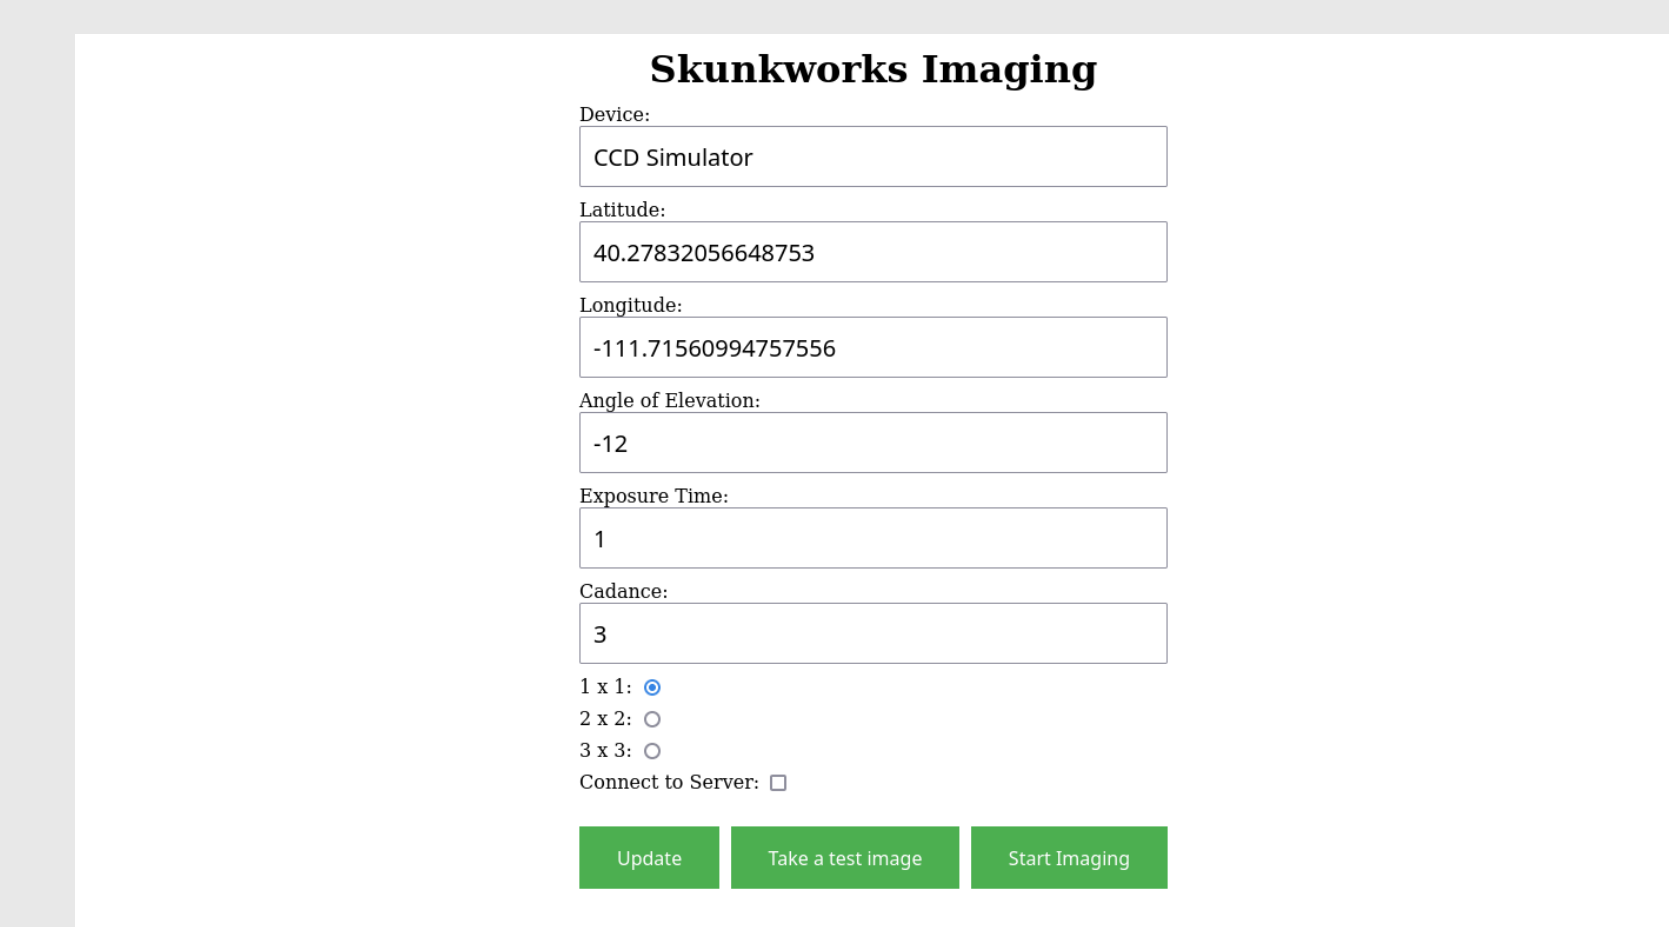 Skunkworks Imaging
Device:
CCD Simulator
Latitude:
40.27832056648753
Longitude:
-111.71560994757556
Angle of Elevation:
-12
Exposure Time:
1
Cadance:
3
1 x 1:
2 x 2:
3 x 3:
Connect to Server:
Update Take a test image Start Imaging